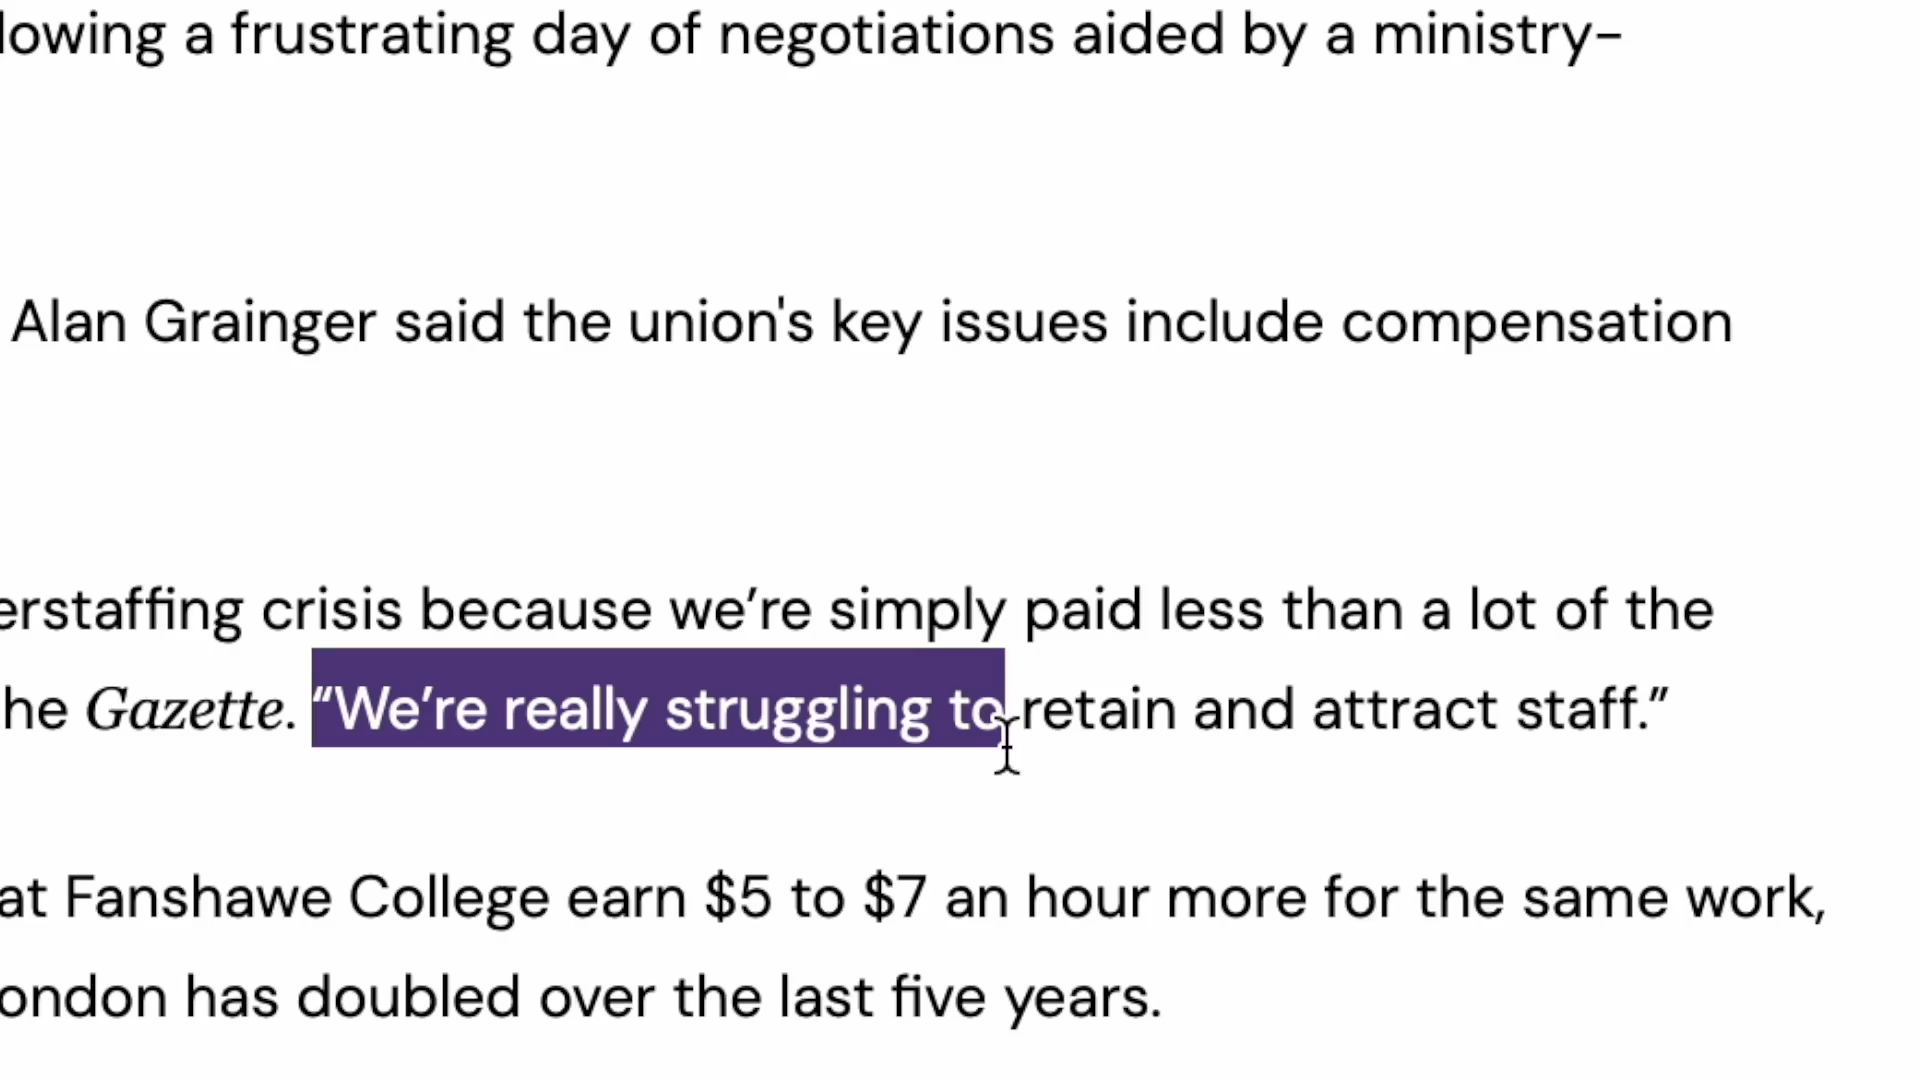 lowing a frustrating day of negotiations aided by a ministry-
Alan Grainger said the union's key issues include compensation
erstaffing crisis because we’re simply paid less than a lot of the
he Gazette. “We’re really struggling to retain and attract staff.”
at Fanshawe College earn $5 to $7 an hour more for the same work,
ondon has doubled over the last five years.